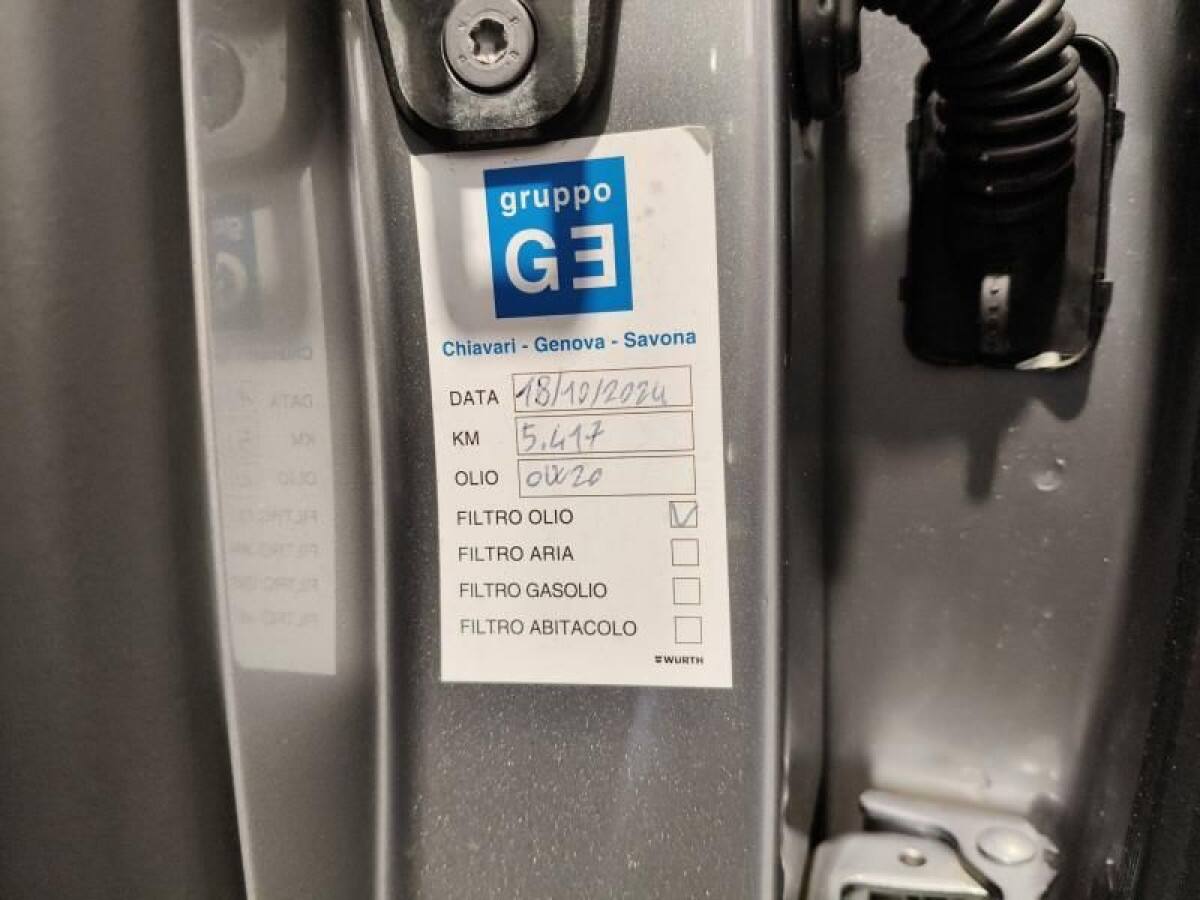 gruppo
GE
Chiavari - Genova - Savona
DATA 18/10/2024
KM 5.417
OLIO 0W20
FILTRO OLIO
FILTRO ARIA
FILTRO GASOLIO
FILTRO ABITACOLO
WURTH